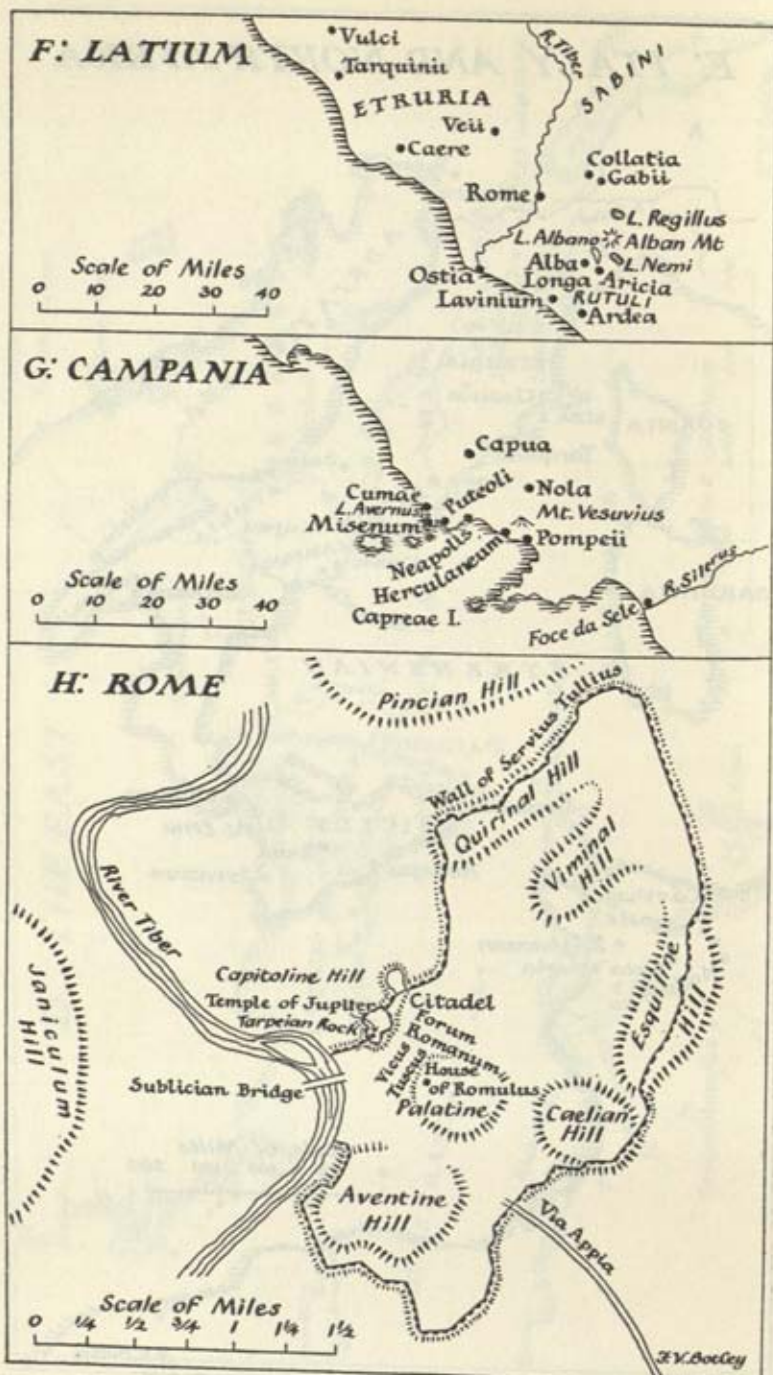 F: LATIUM
Vulci
Tarquinii
ETRURIA
Veii
Caere
R. Tiber
SABINI
Collatia
Gabii
Rome
L. Regillus
L. Albano
Alban Mt
Ostia
Alba Longa
L. Nemi
Aricia
Lavinium
RUTULI
Ardea
Scale of Miles
0 10 20 30 40
G: CAMPANIA
Capua
Cumae
L. Avernus
Puteoli
Nola
Misenum
Mt. Vesuvius
Neapolis
Pompeii
Herculaneum
Capreae I.
Foce da Sele
R. Silerus
Scale of Miles
0 10 20 30 40
H: ROME
Pincian Hill
Wall of Servius Tullius
Quirinal Hill
Viminal Hill
River Tiber
Esquiline Hill
Janiculum Hill
Capitoline Hill
Temple of Jupiter
Citadel
Tarpeian Rock
Forum Romanum
Vicus Tuscus
House of Romulus
Sublician Bridge
Palatine
Caelian Hill
Aventine Hill
Via Appia
Scale of Miles
0 1/4 1/2 3/4 1 1 1/4 1 1/2
F.V. Botley